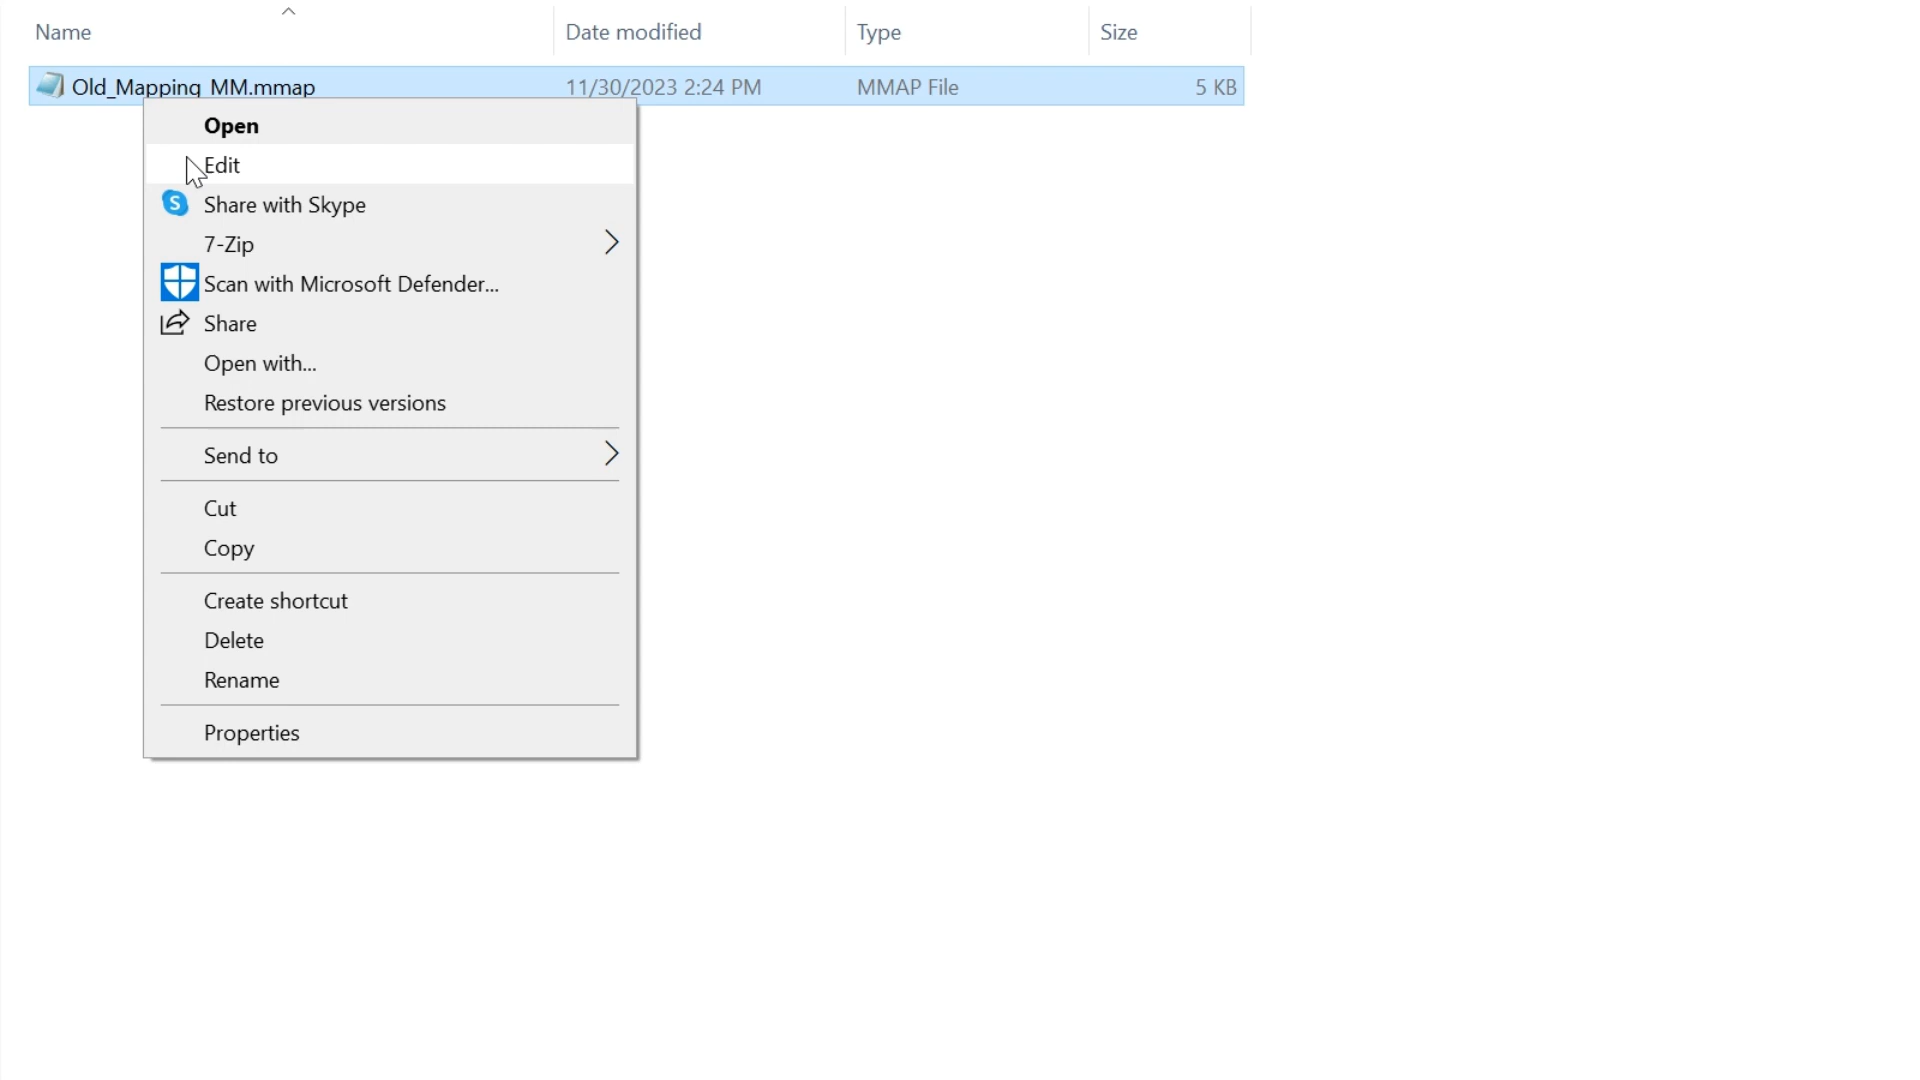 Name Date modified Type Size
Old_Mapping_MM.mmap 11/30/2023 2:24 PM MMAP File 5 KB
Open
Edit
S Share with Skype
7-Zip
Scan with Microsoft Defender...
Share
Open with...
Restore previous versions
Send to
Cut
Copy
Create shortcut
Delete
Rename
Properties